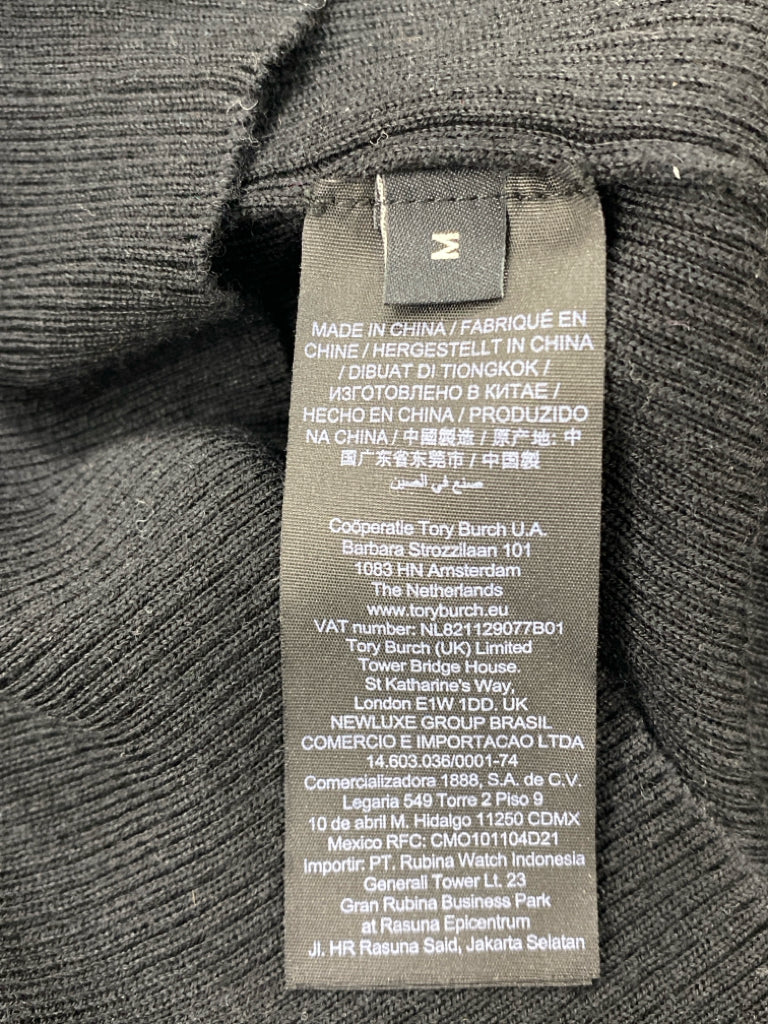 M
MADE IN CHINA / FABRIQUÉ EN
CHINE / HERGESTELLT IN CHINA
/ DIBUAT DI TIONGKOK /
ИЗГОТОВЛЕНО В КИТАЕ /
HECHO EN CHINA / PRODUZIDO
NA CHINA / 中國製造 / 原产地: 中
国广东省东莞市 / 中国製
صنع في الصين
Coöperatie Tory Burch U.A.
Barbara Strozzilaan 101
1083 HN Amsterdam
The Netherlands
www.toryburch.eu
VAT number: NL821129077B01
Tory Burch (UK) Limited
Tower Bridge House.
St Katharine's Way,
London E1W 1DD. UK
NEWLUXE GROUP BRASIL
COMERCIO E IMPORTACAO LTDA
14.603.036/0001-74
Comercializadora 1888, S.A. de C.V.
Legaria 549 Torre 2 Piso 9
10 de abril M. Hidalgo 11250 CDMX
Mexico RFC: CMO101104D21
Importir: PT. Rubina Watch Indonesia
Generali Tower Lt. 23
Gran Rubina Business Park
at Rasuna Epicentrum
Jl. HR Rasuna Said, Jakarta Selatan